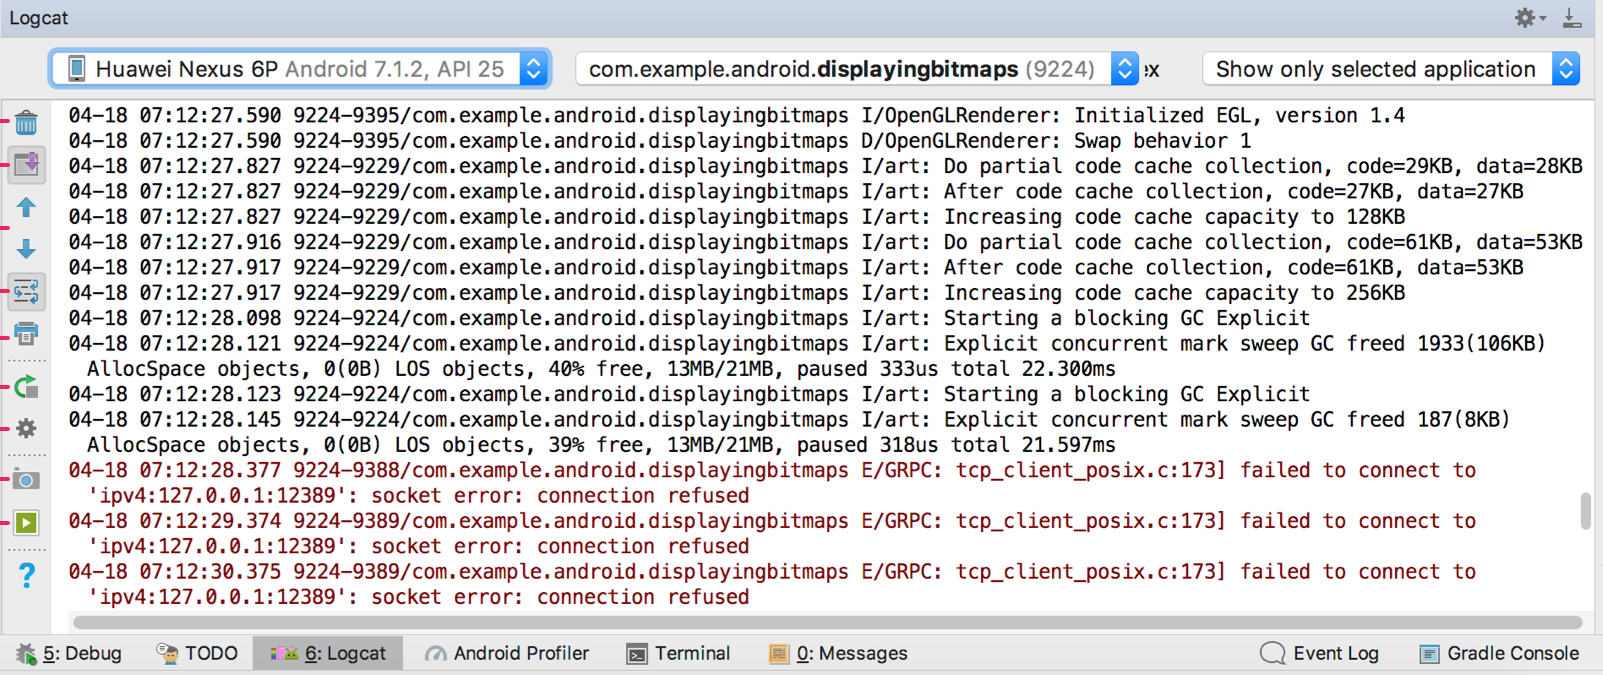 Logcat
Huawei Nexus 6P Android 7.1.2, API 25
com.example.android.displayingbitmaps (9224)
ex
Show only selected application
04-18 07:12:27.590 9224-9395/com.example.android.displayingbitmaps I/OpenGLRenderer: Initialized EGL, version 1.4
04-18 07:12:27.590 9224-9395/com.example.android.displayingbitmaps D/OpenGLRenderer: Swap behavior 1
04-18 07:12:27.827 9224-9229/com.example.android.displayingbitmaps I/art: Do partial code cache collection, code=29KB, data=28KB
04-18 07:12:27.827 9224-9229/com.example.android.displayingbitmaps I/art: After code cache collection, code=27KB, data=27KB
04-18 07:12:27.827 9224-9229/com.example.android.displayingbitmaps I/art: Increasing code cache capacity to 128KB
04-18 07:12:27.916 9224-9229/com.example.android.displayingbitmaps I/art: Do partial code cache collection, code=61KB, data=53KB
04-18 07:12:27.917 9224-9229/com.example.android.displayingbitmaps I/art: After code cache collection, code=61KB, data=53KB
04-18 07:12:27.917 9224-9229/com.example.android.displayingbitmaps I/art: Increasing code cache capacity to 256KB
04-18 07:12:28.098 9224-9224/com.example.android.displayingbitmaps I/art: Starting a blocking GC Explicit
04-18 07:12:28.121 9224-9224/com.example.android.displayingbitmaps I/art: Explicit concurrent mark sweep GC freed 1933(106KB)
AllocSpace objects, 0(0B) LOS objects, 40% free, 13MB/21MB, paused 333us total 22.300ms
04-18 07:12:28.123 9224-9224/com.example.android.displayingbitmaps I/art: Starting a blocking GC Explicit
04-18 07:12:28.145 9224-9224/com.example.android.displayingbitmaps I/art: Explicit concurrent mark sweep GC freed 187(8KB)
AllocSpace objects, 0(0B) LOS objects, 39% free, 13MB/21MB, paused 318us total 21.597ms
04-18 07:12:28.377 9224-9388/com.example.android.displayingbitmaps E/GRPC: tcp_client_posix.c:173] failed to connect to
'ipv4:127.0.0.1:12389': socket error: connection refused
04-18 07:12:29.374 9224-9389/com.example.android.displayingbitmaps E/GRPC: tcp_client_posix.c:173] failed to connect to
'ipv4:127.0.0.1:12389': socket error: connection refused
04-18 07:12:30.375 9224-9389/com.example.android.displayingbitmaps E/GRPC: tcp_client_posix.c:173] failed to connect to
'ipv4:127.0.0.1:12389': socket error: connection refused
5: Debug
TODO
6: Logcat
Android Profiler
Terminal
0: Messages
Event Log
Gradle Console